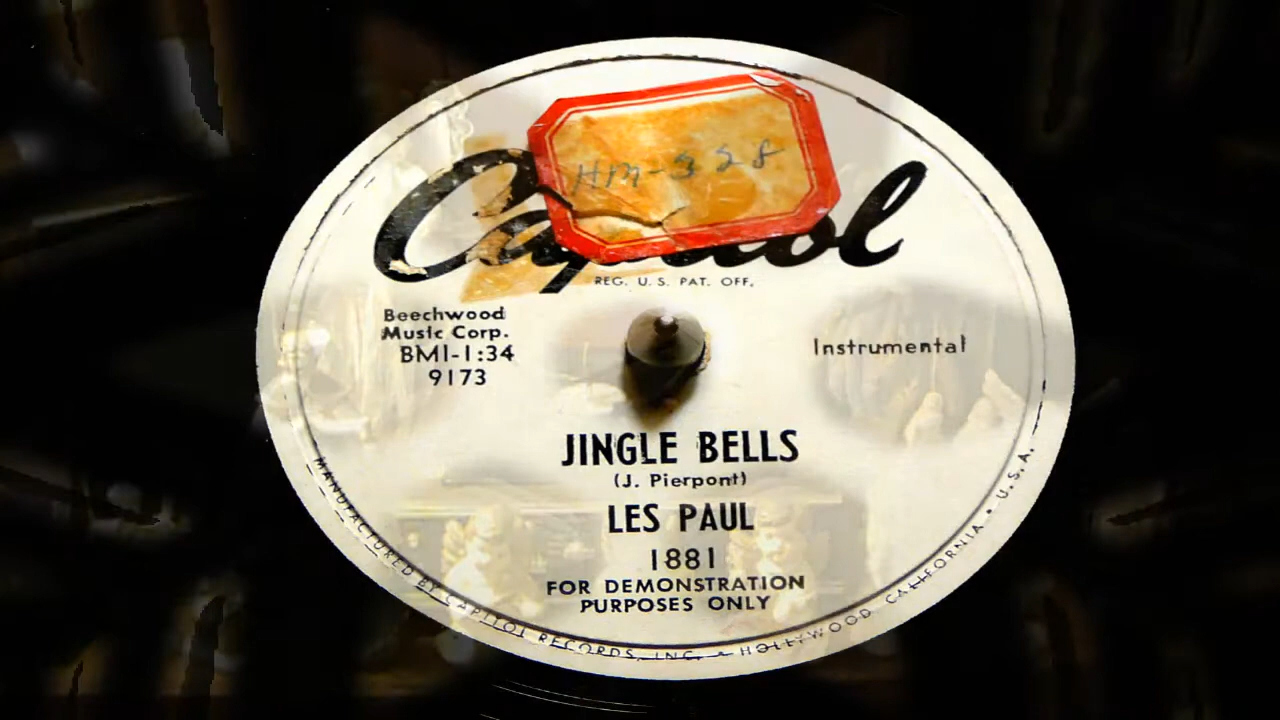 Capitol
HM-328
REG. U.S. PAT. OFF.
Beechwood
Music Corp.
BMI-1:34
9173
Instrumental
JINGLE BELLS
(J. Pierpont)
LES PAUL
1881
FOR DEMONSTRATION
PURPOSES ONLY
MANUFACTURED BY CAPITOL RECORDS, INC. • HOLLYWOOD CALIFORNIA • U.S.A.